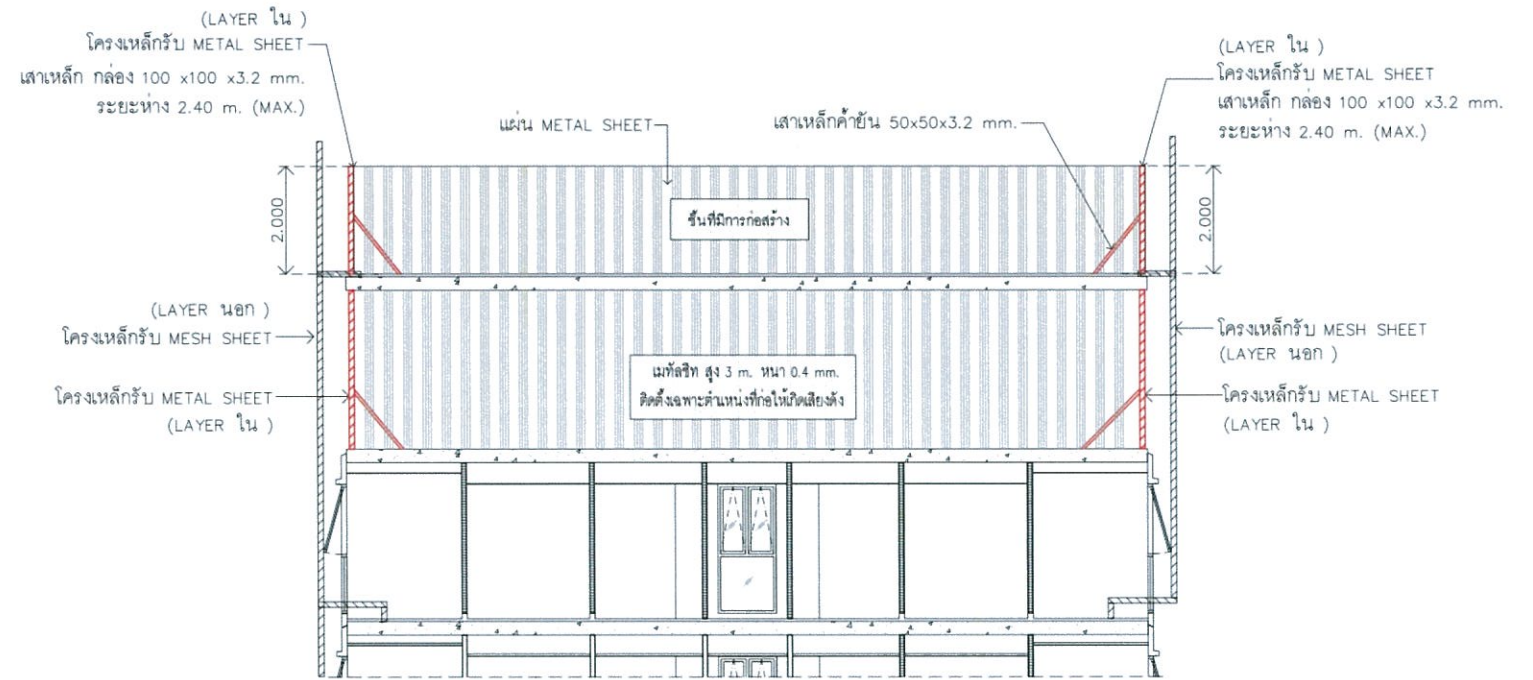 (LAYER ใน )
โครงเหล็กรับ METAL SHEET
เสาเหล็ก กล่อง 100 x100 x3.2 mm.
ระยะห่าง 2.40 m. (MAX.)
แผ่น METAL SHEET
เสาเหล็กค้ำยัน 50x50x3.2 mm.
(LAYER ใน )
โครงเหล็กรับ METAL SHEET
เสาเหล็ก กล่อง 100 x100 x3.2 mm.
ระยะห่าง 2.40 m. (MAX.)
2.000
ชั้นที่มีการก่อสร้าง
2.000
(LAYER นอก )
โครงเหล็กรับ MESH SHEET
โครงเหล็กรับ METAL SHEET
(LAYER ใน )
เมทัลชีท สูง 3 m. หนา 0.4 mm.
ติดตั้งเฉพาะตำแหน่งที่ก่อให้เกิดเสียงดัง
โครงเหล็กรับ MESH SHEET
(LAYER นอก )
โครงเหล็กรับ METAL SHEET
(LAYER ใน )